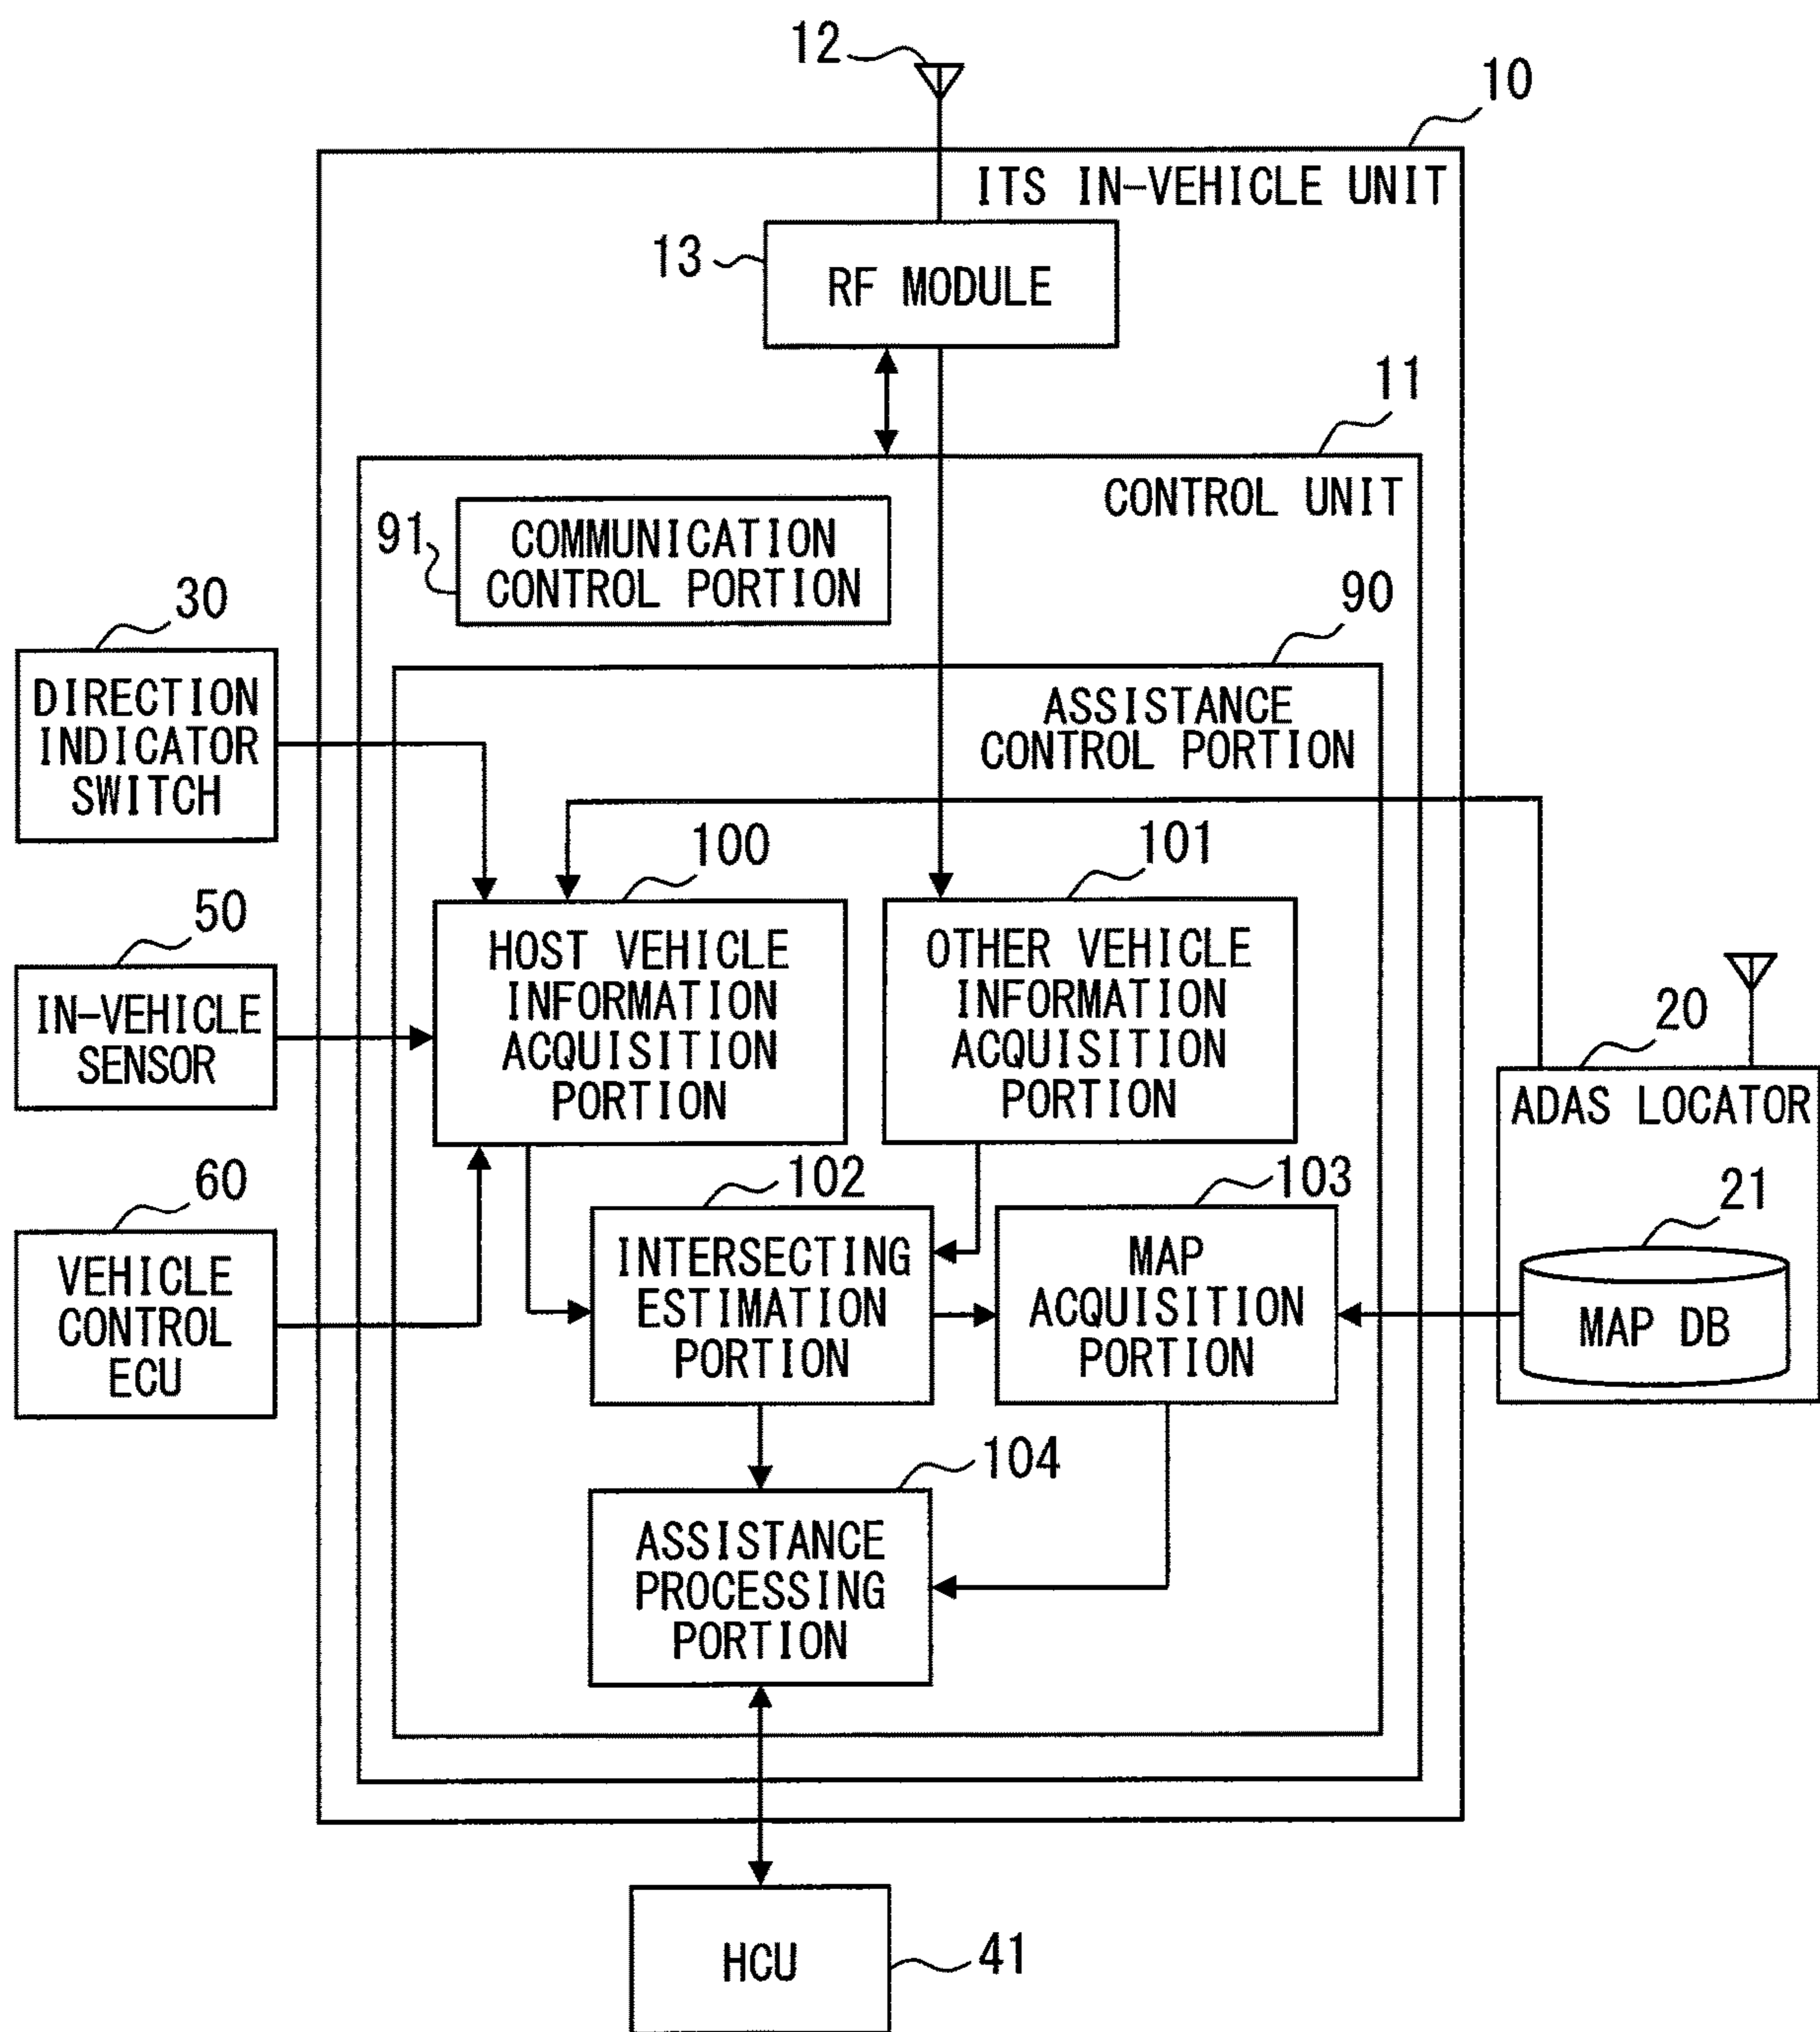 12
10
ITS IN-VEHICLE UNIT
13
RF MODULE
11
CONTROL UNIT
91
COMMUNICATION
CONTROL PORTION
90
ASSISTANCE
CONTROL PORTION
30
DIRECTION
INDICATOR
SWITCH
100
HOST VEHICLE
INFORMATION
ACQUISITION
PORTION
101
OTHER VEHICLE
INFORMATION
ACQUISITION
PORTION
50
IN-VEHICLE
SENSOR
20
ADAS LOCATOR
21
MAP DB
60
VEHICLE
CONTROL
ECU
102
INTERSECTING
ESTIMATION
PORTION
103
MAP
ACQUISITION
PORTION
104
ASSISTANCE
PROCESSING
PORTION
HCU
41